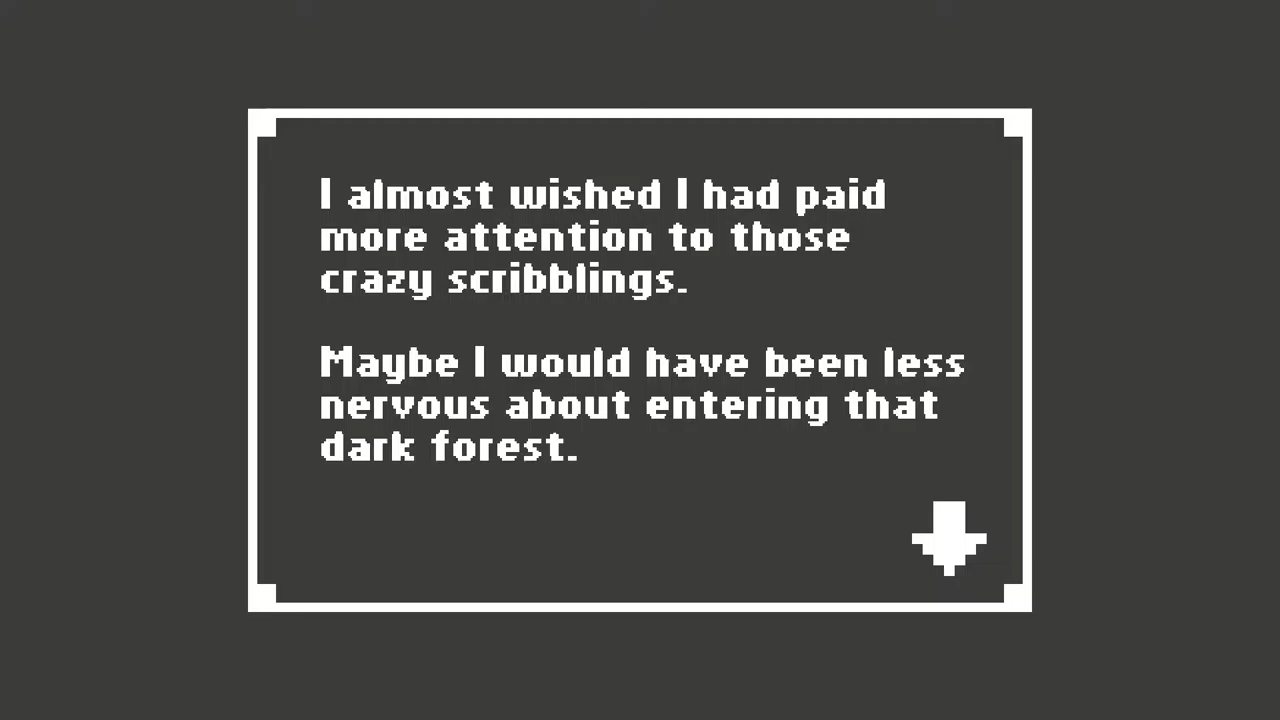 I almost wished I had paid
more attention to those
crazy scribblings.
Maybe I would have been less
nervous about entering that
dark forest.